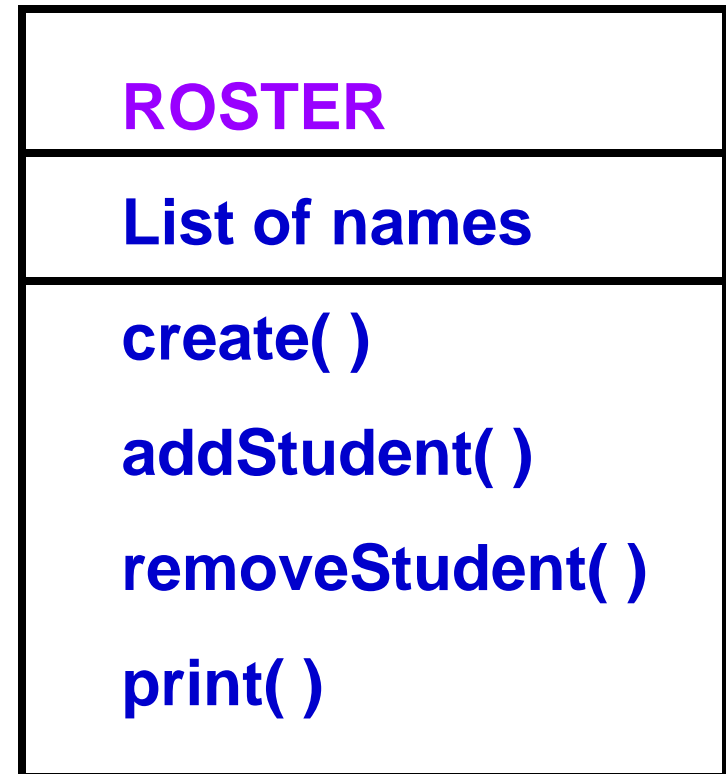 ROSTER
List of names
create( )
addStudent( )
removeStudent( )
print( )